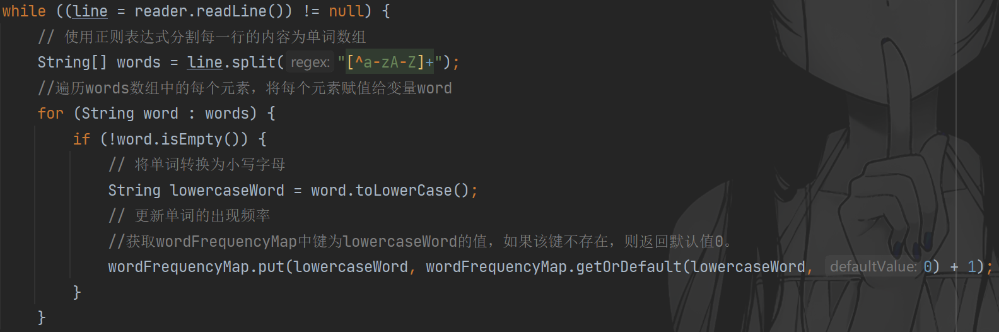 while ((line = reader.readLine()) != null) {
// 使用正则表达式分割每一行的内容为单词数组
String[] words = line.split( regex: "[^a-zA-Z]+");
//遍历words数组中的每个元素，将每个元素赋值给变量word
for (String word : words) {
if (!word.isEmpty()) {
// 将单词转换为小写字母
String lowercaseWord = word.toLowerCase();
// 更新单词的出现频率
//获取wordFrequencyMap中键为lowercaseWord的值，如果该键不存在，则返回默认值0。
wordFrequencyMap.put(lowercaseWord, wordFrequencyMap.getOrDefault(lowercaseWord, defaultValue: 0) + 1);
}
}